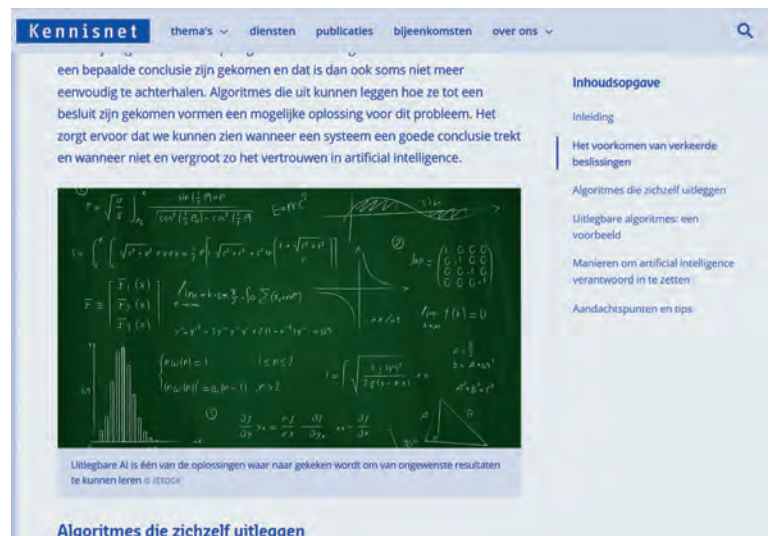 Kennisnet thema's diensten publicaties bijeenkomsten over ons
een bepaalde conclusie zijn gekomen en dat is dan ook soms niet meer
eenvoudig te achterhalen. Algoritmes die uit kunnen leggen hoe ze tot een
besluit zijn gekomen vormen een mogelijke oplossing voor dit probleem. Het
zorgt ervoor dat we kunnen zien wanneer een systeem een goede conclusie trekt
en wanneer niet en vergroot zo het vertrouwen in artificial intelligence.
E=mc²
sin
Uitlegbare AI is één van de oplossingen waar naar gekeken wordt om van ongewenste resultaten
te kunnen leren © ISTOCK
Algoritmes die zichzelf uitleggen
Inhoudsopgave
Inleiding
Het voorkomen van verkeerde
beslissingen
Algoritmes die zichzelf uitleggen
Uitlegbare algoritmes: een
voorbeeld
Manieren om artificial intelligence
verantwoord in te zetten
Aandachtspunten en tips